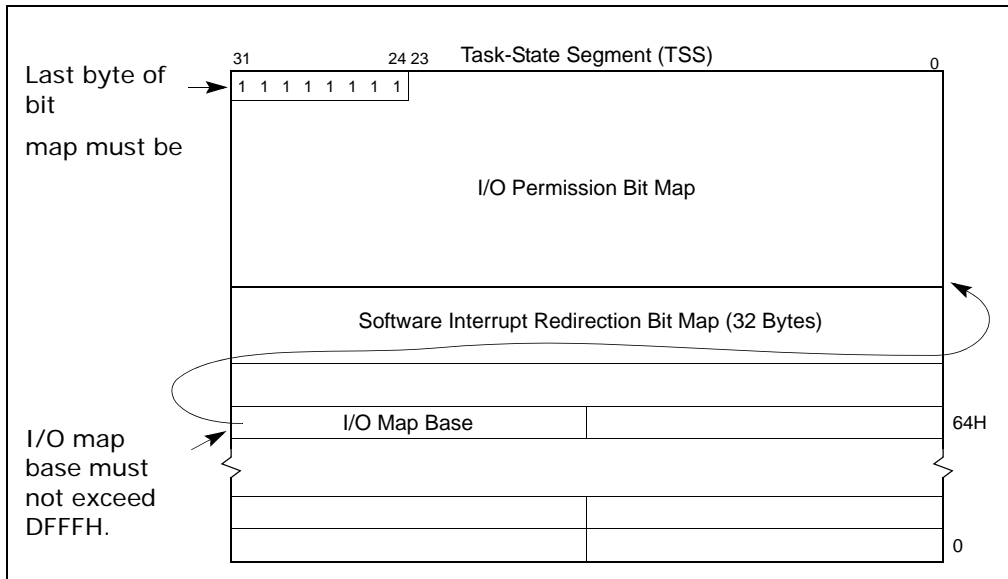 31
24 23
Task-State Segment (TSS)
0
Last byte of
bit
map must be
1 1 1 1 1 1 1 1
I/O Permission Bit Map
Software Interrupt Redirection Bit Map (32 Bytes)
I/O Map Base
64H
I/O map
base must
not exceed
DFFFH.
0